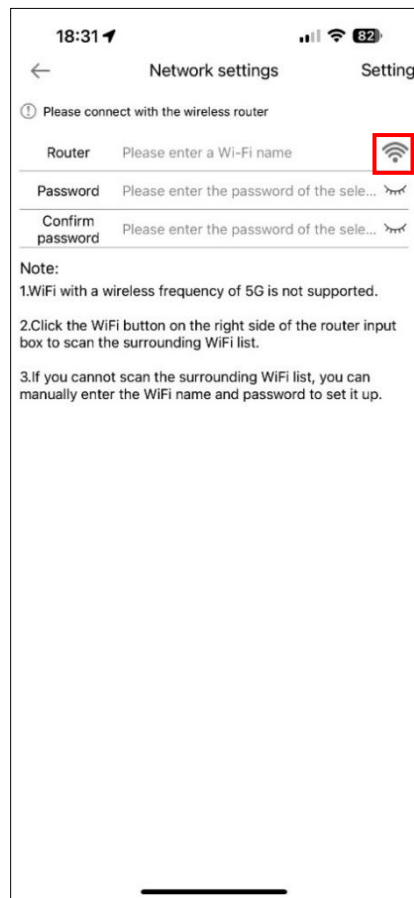 18:31
82
Network settings
Setting
Please connect with the wireless router
Router Please enter a Wi-Fi name
Password Please enter the password of the sele...
Confirm
password Please enter the password of the sele...
Note:
1.WiFi with a wireless frequency of 5G is not supported.
2.Click the WiFi button on the right side of the router input
box to scan the surrounding WiFi list.
3.If you cannot scan the surrounding WiFi list, you can
manually enter the WiFi name and password to set it up.